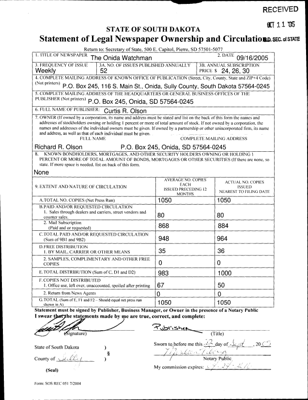 RECEIVED
OCT 11 '05
S.D. SEC. of STATE
STATE OF SOUTH DAKOTA
Statement of Legal Newspaper Ownership and Circulation
Return to: Secretary of State, 500 E. Capitol, Pierre, SD 57501-5077
1. TITLE OF NEWSPAPER The Onida Watchman
2. DATE 09/16/2005
3. FREQUENCY OF ISSUE Weekly
3A. NO. OF ISSUES PUBLISHED ANNUALLY 52
3B. ANNUAL SUBSCRIPTION PRICE $ 24, 26, 30
4. COMPLETE MAILING ADDRESS OF KNOWN OFFICE OF PUBLICATION (Street, City, County, State and ZIP+4 Code) (Not printers)
P.O. Box 245, 116 S. Main St., Onida, Sully County, South Dakota 57564-0245
5. COMPLETE MAILING ADDRESS OF THE HEADQUARTERS OR GENERAL BUSINESS OFFICES OF THE PUBLISHER (Not printers)
P.O. Box 245, Onida, SD 57564-0245
6. FULL NAME OF PUBLISHER: Curtis R. Olson
7. OWNER (If owned by a corporation, its name and address must be stated and list on the back of this form the names and addresses of stockholders owning or holding 1 percent or more of total amount of stock. If not owned by a corporation, the names and addresses of the individual owners must be given. If owned by a partnership or other unincorporated firm, its name and address, as well as that of each individual must be given.
FULL NAME COMPLETE MAILING ADDRESS
Richard R. Olson P.O. Box 245, Onida, SD 57564-0245
8. KNOWN BONDHOLDERS, MORTGAGES, AND OTHER SECURITY HOLDERS OWNING OR HOLDING 1 PERCENT OR MORE OF TOTAL AMOUNT OF BONDS, MORTGAGES OR OTHER SECURITIES (If there are none, so state. If more space is needed, list on back of this form.
None
9. EXTENT AND NATURE OF CIRCULATION
AVERAGE NO. COPIES EACH ISSUED PRECEDING 12 MONTHS
ACTUAL NO. COPIES ISSUED NEAREST TO FILING DATE
A. TOTAL NO. COPIES (Net Press Run) 1050 1050
B. PAID AND/OR REQUESTED CIRCULATION
1. Sales through dealers and carriers, street vendors and counter sales. 80 80
2. Mail Subscription (Paid and/or requested) 868 884
C. TOTAL PAID AND/OR REQUESTED CIRCULATION (Sum of 9B1 and 9B2) 948 964
D. FREE DISTRIBUTION
1. BY MAIL, CARRIER OR OTHER MEANS 35 36
2. SAMPLES, COMPLIMENTARY AND OTHER FREE COPIES 0 0
E. TOTAL DISTRIBUTION (Sum of C, D1 and D2) 983 1000
F. COPIES NOT DISTRIBUTED
1. Office use, left over, unaccounted, spoiled after printing 67 50
2. Return from News Agents 0 0
G. TOTAL (Sum of E, F1 and F2 – Should equal net press run shown in A) 1050 1050
Statement must be signed by Publisher, Business Manager, or Owner in the presence of a Notary Public
I swear that the statements made by me are true, correct, and complete:
(Signature)
Publisher
(Title)
State of South Dakota )
County of )
Sworn to before me this day of Sept 2005
Notary Public
(Seal)
My commission expires:
Form: SOS REC 051 7/2004